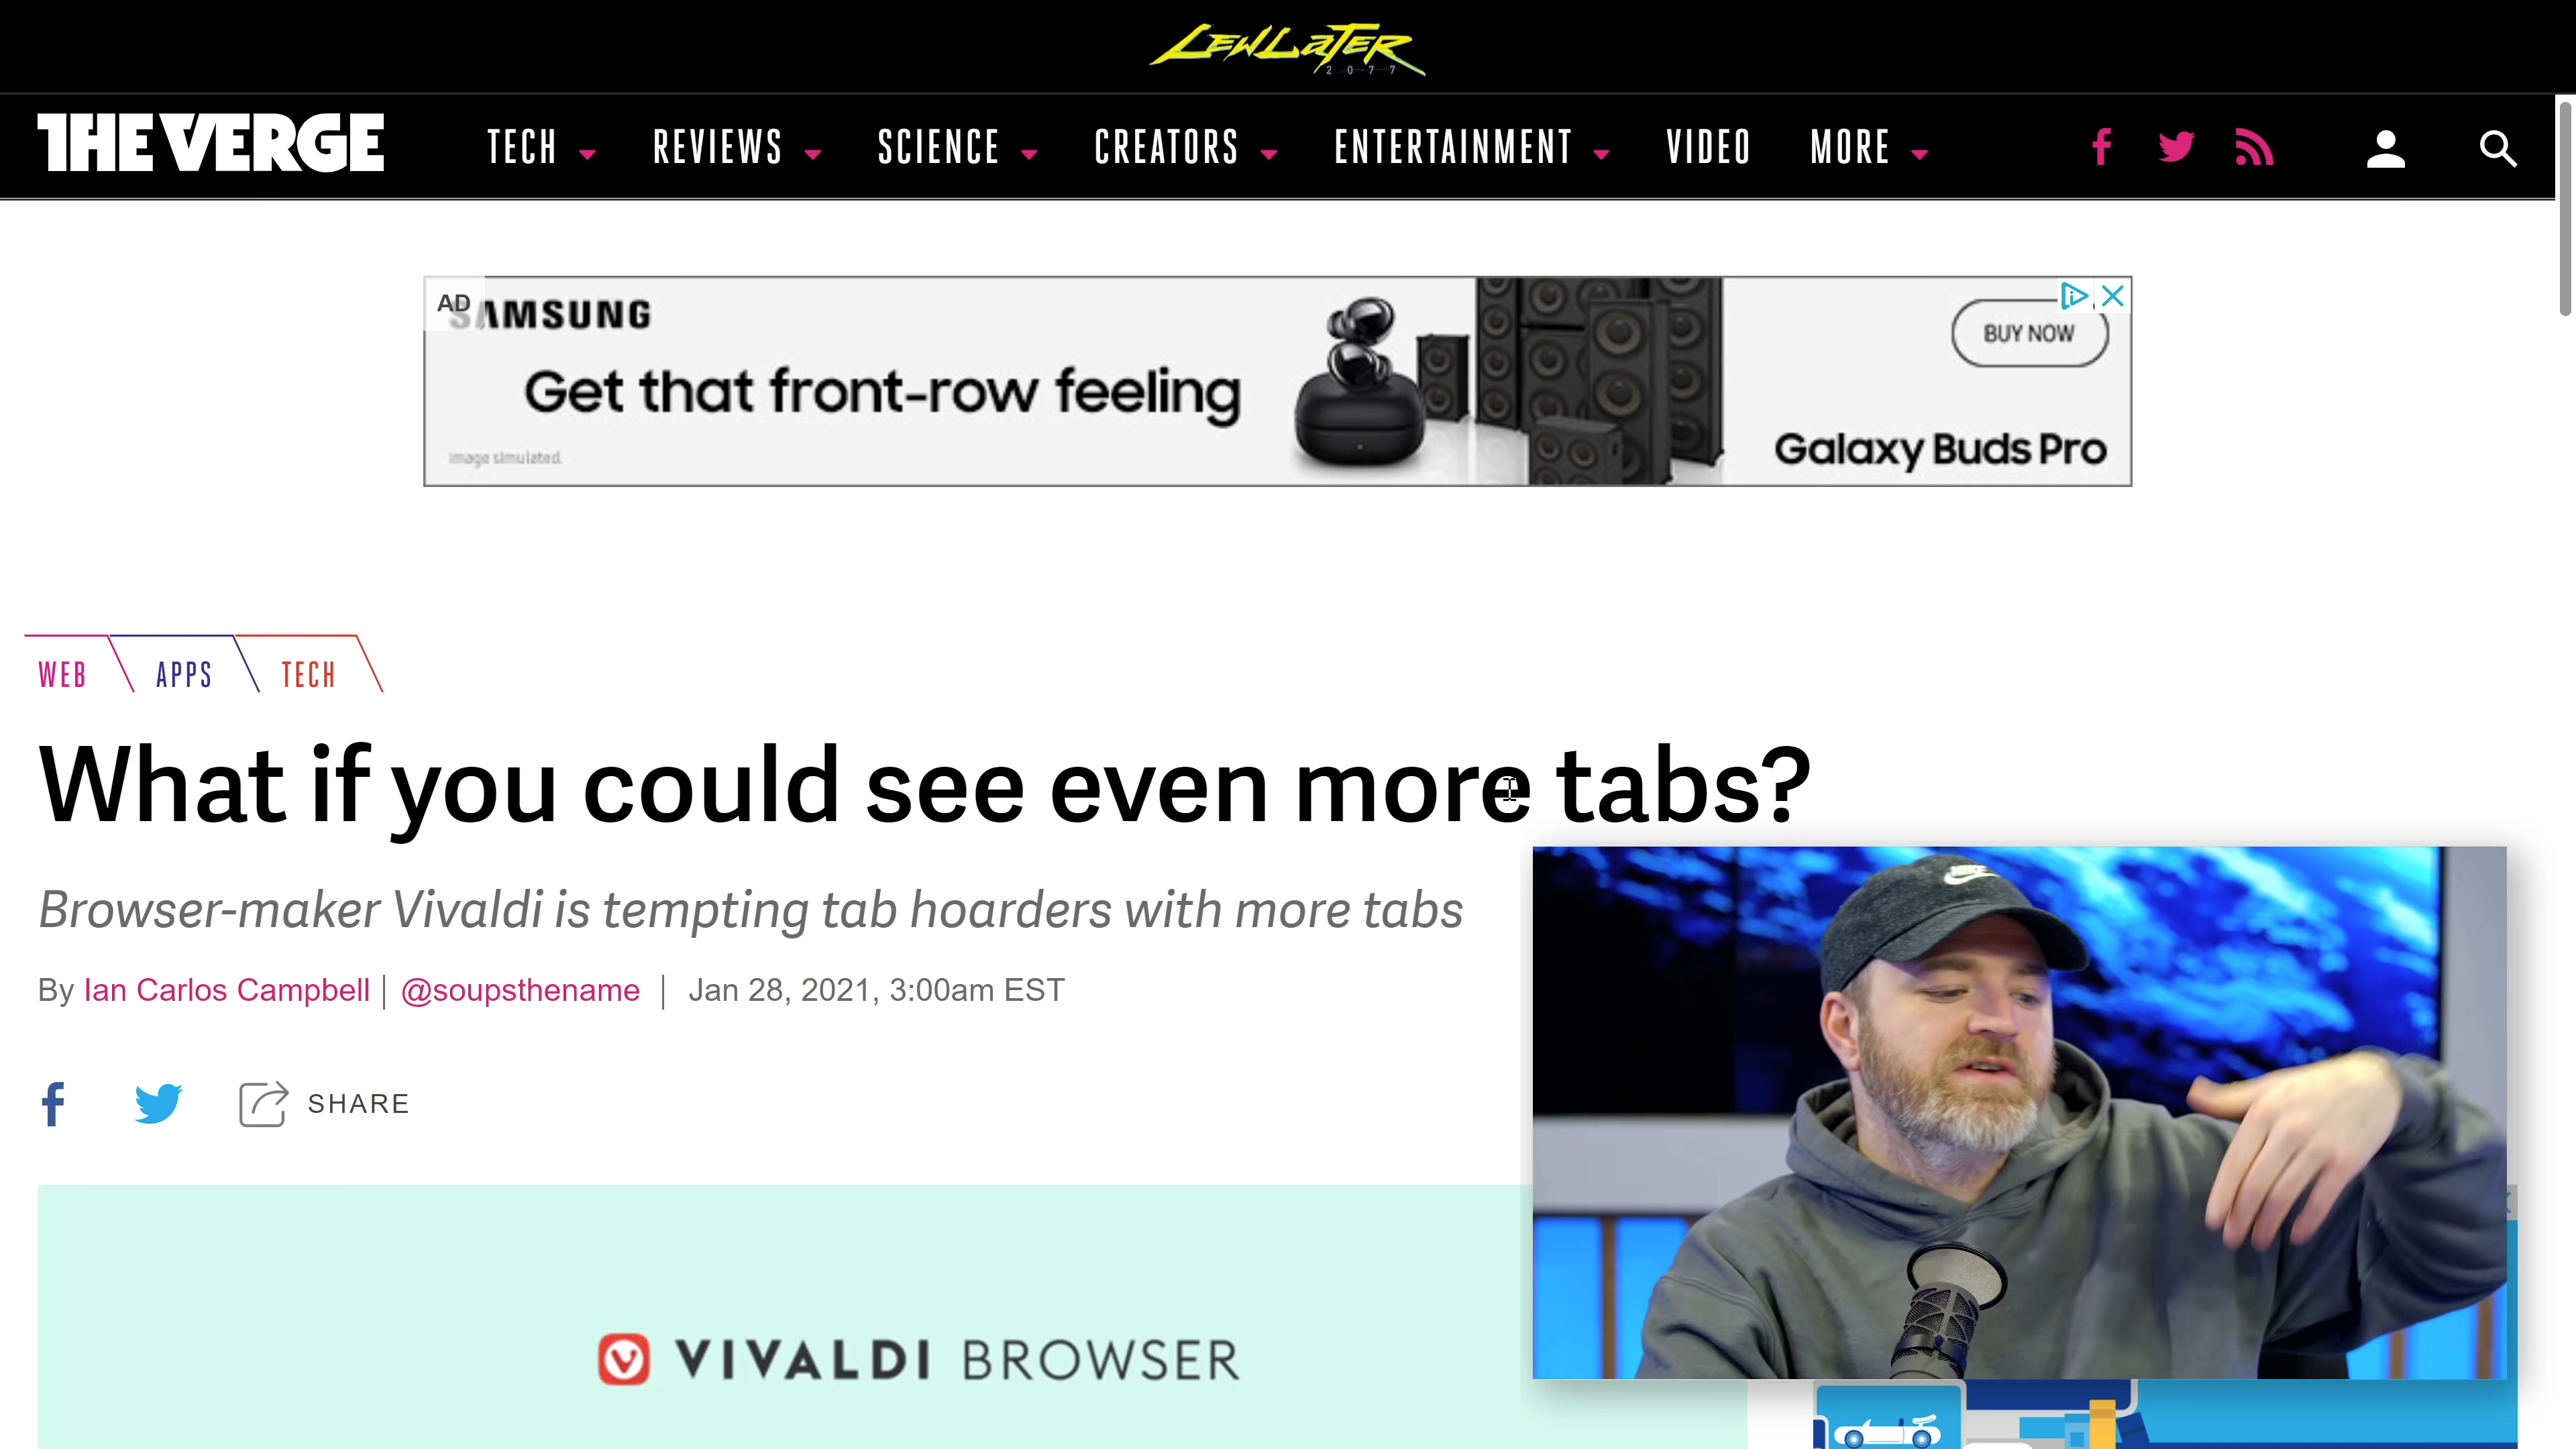 LEWLATER
2077
THE VERGE
TECH REVIEWS SCIENCE CREATORS ENTERTAINMENT VIDEO MORE
AD
SAMSUNG
Get that front-row feeling
Image simulated.
BUY NOW
Galaxy Buds Pro
WEB APPS TECH
What if you could see even more tabs?
Browser-maker Vivaldi is tempting tab hoarders with more tabs
By Ian Carlos Campbell | @soupsthename | Jan 28, 2021, 3:00am EST
SHARE
NIKE
VIVALDI BROWSER